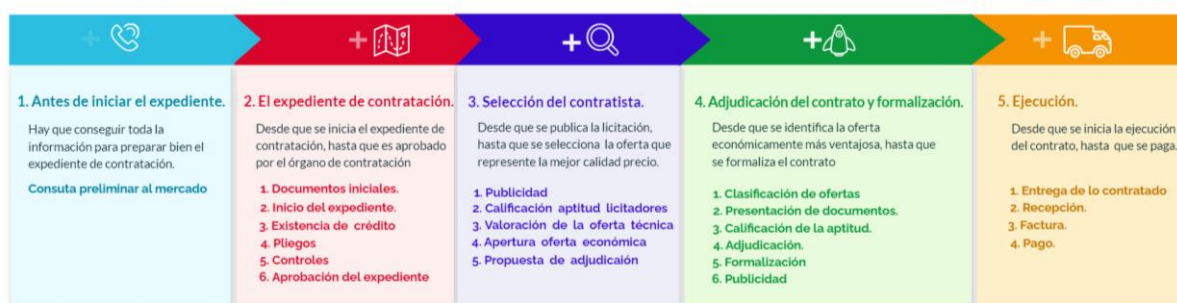 1. Antes de iniciar el expediente.
Hay que conseguir toda la
información para preparar bien el
expediente de contratación.
Consuta preliminar al mercado
2. El expediente de contratación.
Desde que se inicia el expediente de
contratación, hasta que es aprobado
por el órgano de contratación
1. Documentos iniciales.
2. Inicio del expediente.
3. Existencia de crédito
4. Pliegos
5. Controles
6. Aprobación del expediente
3. Selección del contratista.
Desde que se publica la licitación,
hasta que se selecciona la oferta que
represente la mejor calidad precio.
1. Publicidad
2. Calificación aptitud licitadores
3. Valoración de la oferta técnica
4. Apertura oferta económica
5. Propuesta de adjudicaión
4. Adjudicación del contrato y formalización.
Desde que se identifica la oferta
económicamente más ventajosa, hasta que
se formaliza el contrato
1. Clasificación de ofertas
2. Presentación de documentos.
3. Calificación de la aptitud.
4. Adjudicación.
5. Formalización
6. Publicidad
5. Ejecución.
Desde que se inicia la ejecución
del contrato, hasta que se paga.
1. Entrega de lo contratado
2. Recepción.
3. Factura.
4. Pago.